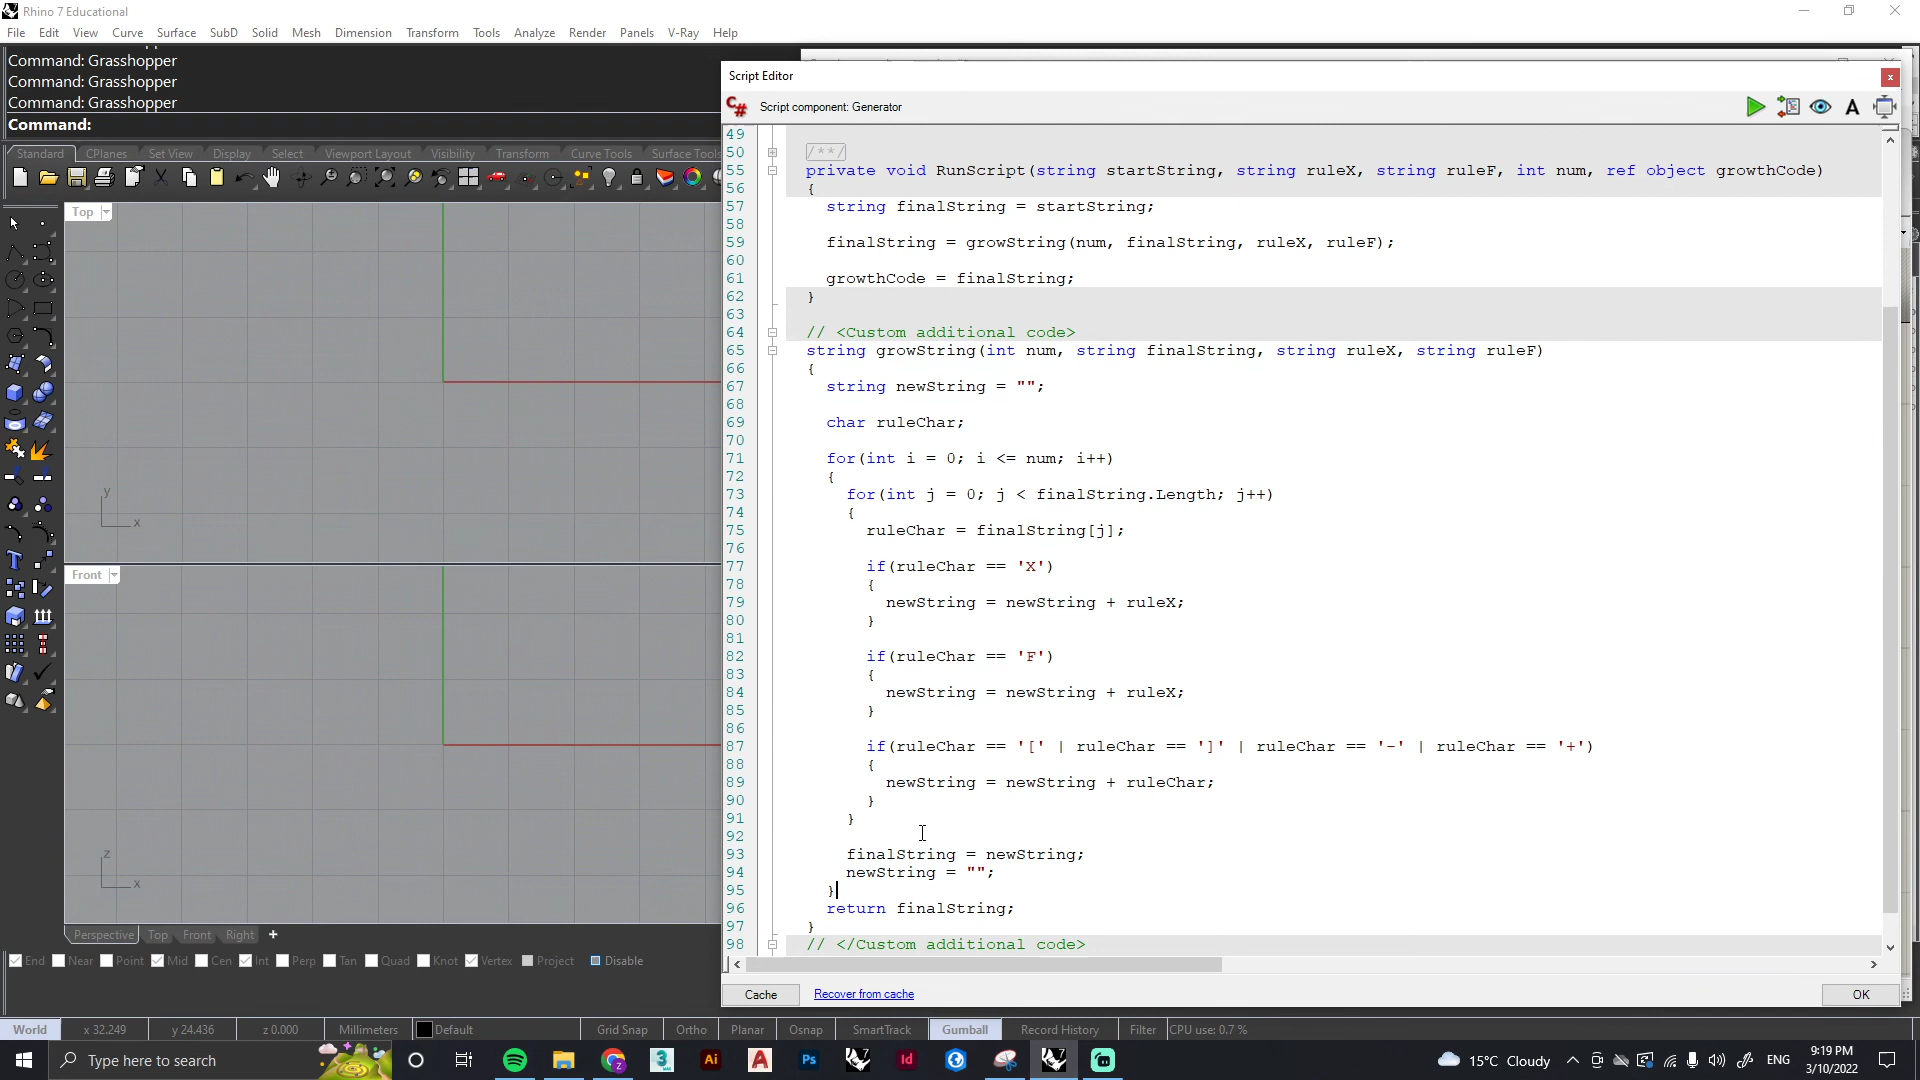 Rhino 7 Educational
File Edit View Curve Surface SubD Solid Mesh Dimension Transform Tools Analyze Render Panels V-Ray Help
Command: Grasshopper
Command: Grasshopper
Command: Grasshopper
Command:
Standard CPlanes Set View Display Select Viewport Layout Visibility Transform Curve Tools Surface Tools
Top
y
x
Front
z
x
Perspective Top Front Right
End Near Point Mid Cen Int Perp Tan Quad Knot Vertex Project Disable
Script Editor
C# Script component: Generator
49
50 /**/
55 private void RunScript(string startString, string ruleX, string ruleF, int num, ref object growthCode)
56 {
57 string finalString = startString;
58
59 finalString = growString(num, finalString, ruleX, ruleF);
60
61 growthCode = finalString;
62 }
63
64 // <Custom additional code>
65 string growString(int num, string finalString, string ruleX, string ruleF)
66 {
67 string newString = "";
68
69 char ruleChar;
70
71 for(int i = 0; i <= num; i++)
72 {
73 for(int j = 0; j < finalString.Length; j++)
74 {
75 ruleChar = finalString[j];
76
77 if(ruleChar == 'X')
78 {
79 newString = newString + ruleX;
80 }
81
82 if(ruleChar == 'F')
83 {
84 newString = newString + ruleX;
85 }
86
87 if(ruleChar == '[' | ruleChar == ']' | ruleChar == '-' | ruleChar == '+')
88 {
89 newString = newString + ruleChar;
90 }
91 }
92
93 finalString = newString;
94 newString = "";
95 }
96 return finalString;
97 }
98 // </Custom additional code>
Cache Recover from cache OK
World x 32.249 y 24.436 z 0.000 Millimeters Default Grid Snap Ortho Planar Osnap SmartTrack Gumball Record History Filter CPU use: 0.7 %
Type here to search
3 Ai A Ps Id
15°C Cloudy
ENG
9:19 PM
3/10/2022